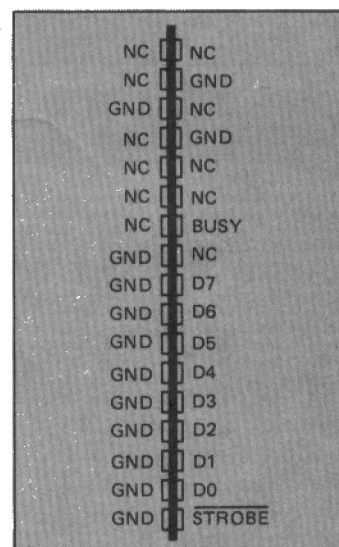 NC NC
NC GND
GND NC
NC GND
NC NC
NC NC
NC BUSY
GND NC
GND D7
GND D6
GND D5
GND D4
GND D3
GND D2
GND D1
GND D0
GND STROBE